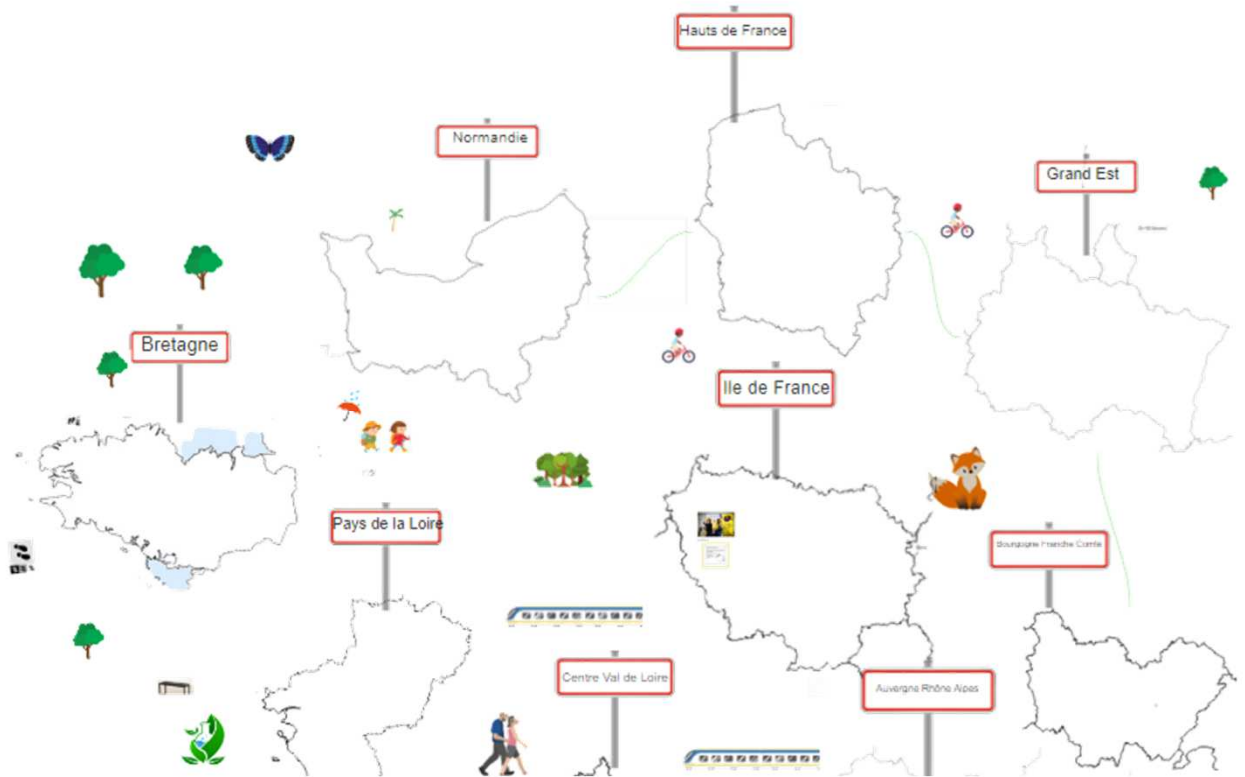 Hauts de France
Normandie
Grand Est
Bretagne
Ile de France
Pays de la Loire
Bourgogne Franche Comté
Centre Val de Loire
Auvergne Rhône Alpes